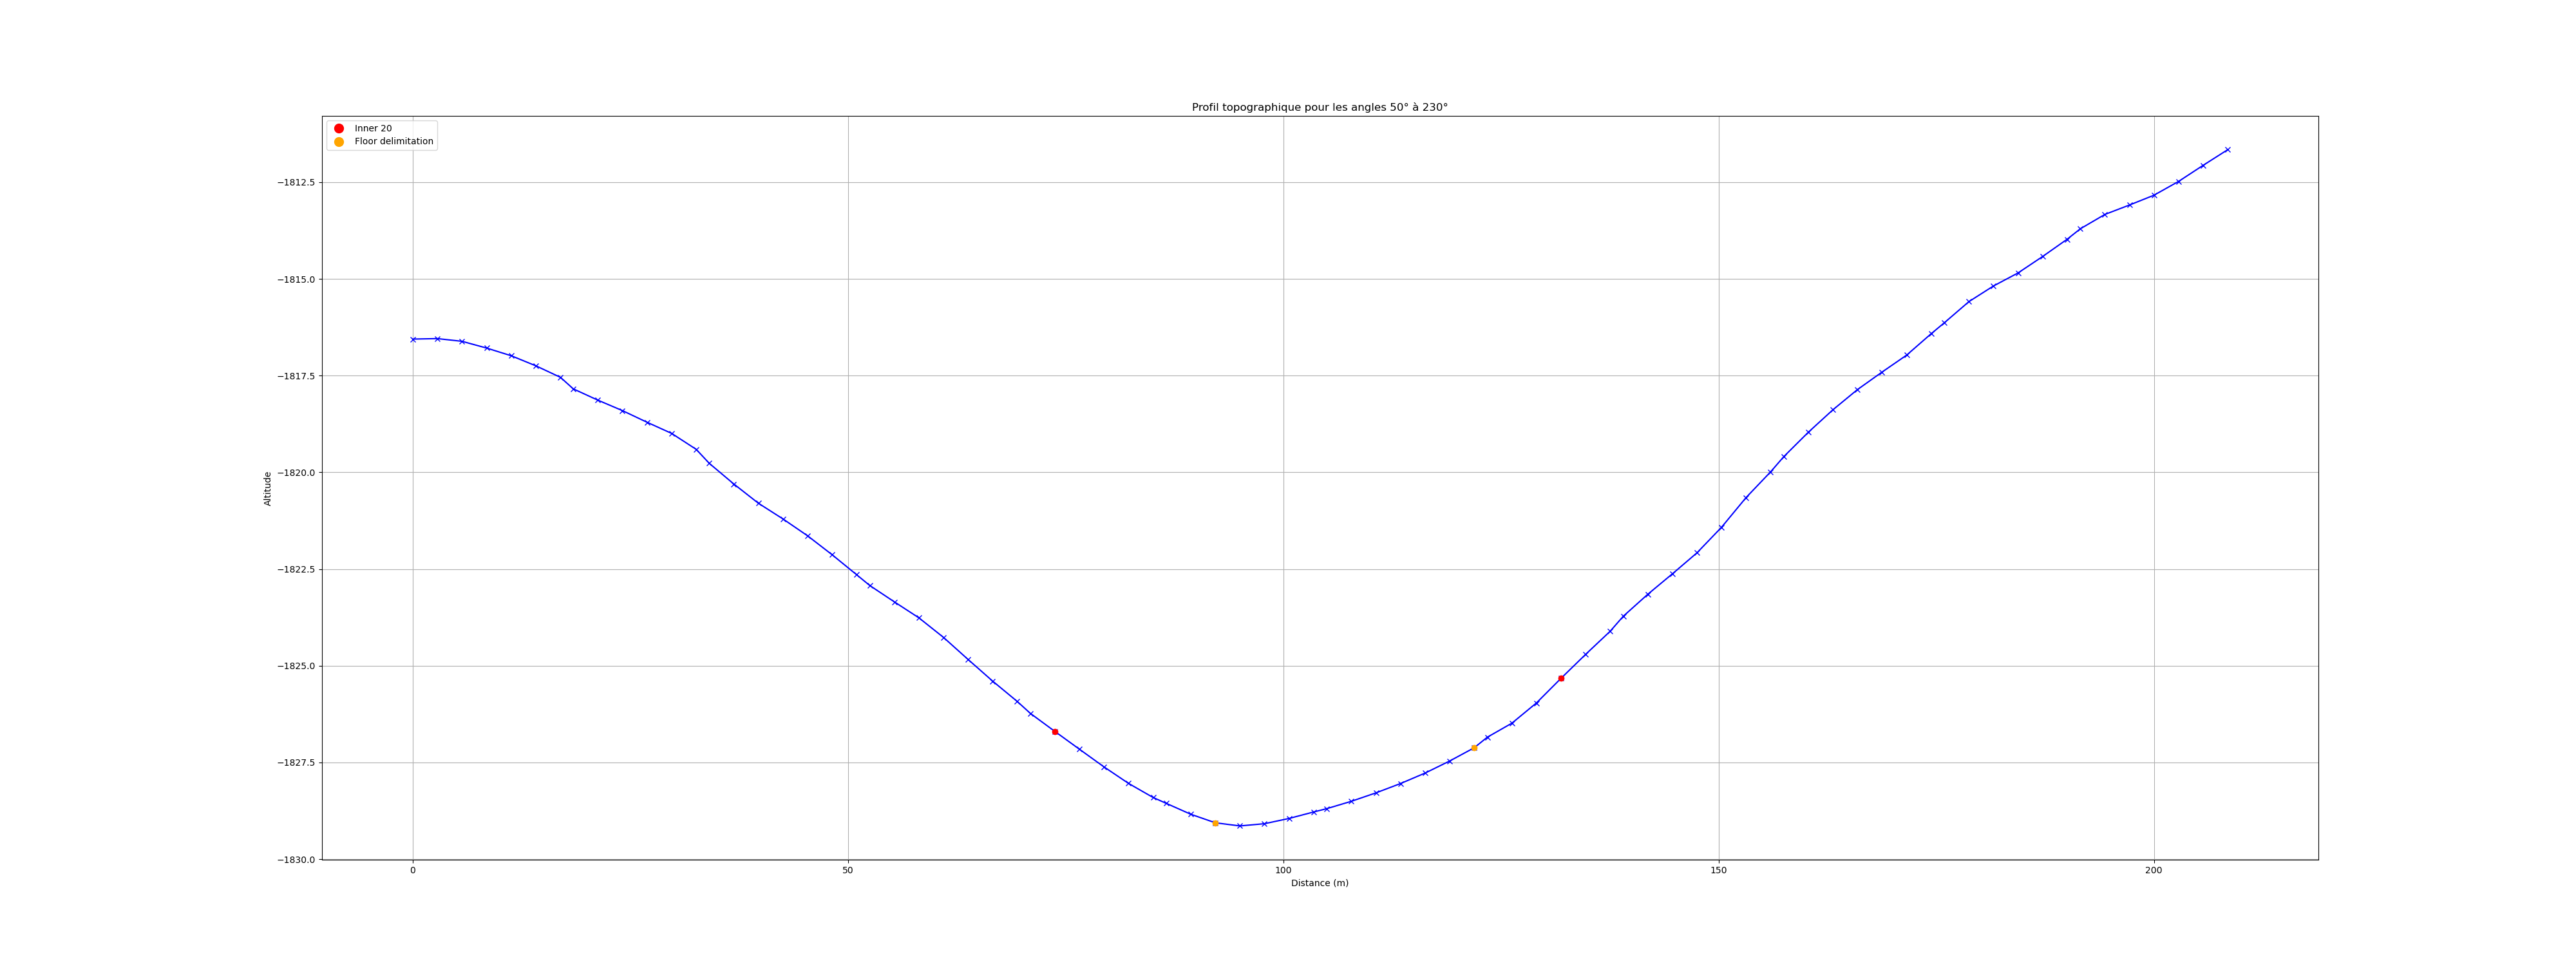 Profil topographique pour les angles 50° à 230°
Inner 20
Floor delimitation
−1812.5
−1815.0
−1817.5
−1820.0
−1822.5
−1825.0
−1827.5
−1830.0
Altitude
0 50 100 150 200
Distance (m)